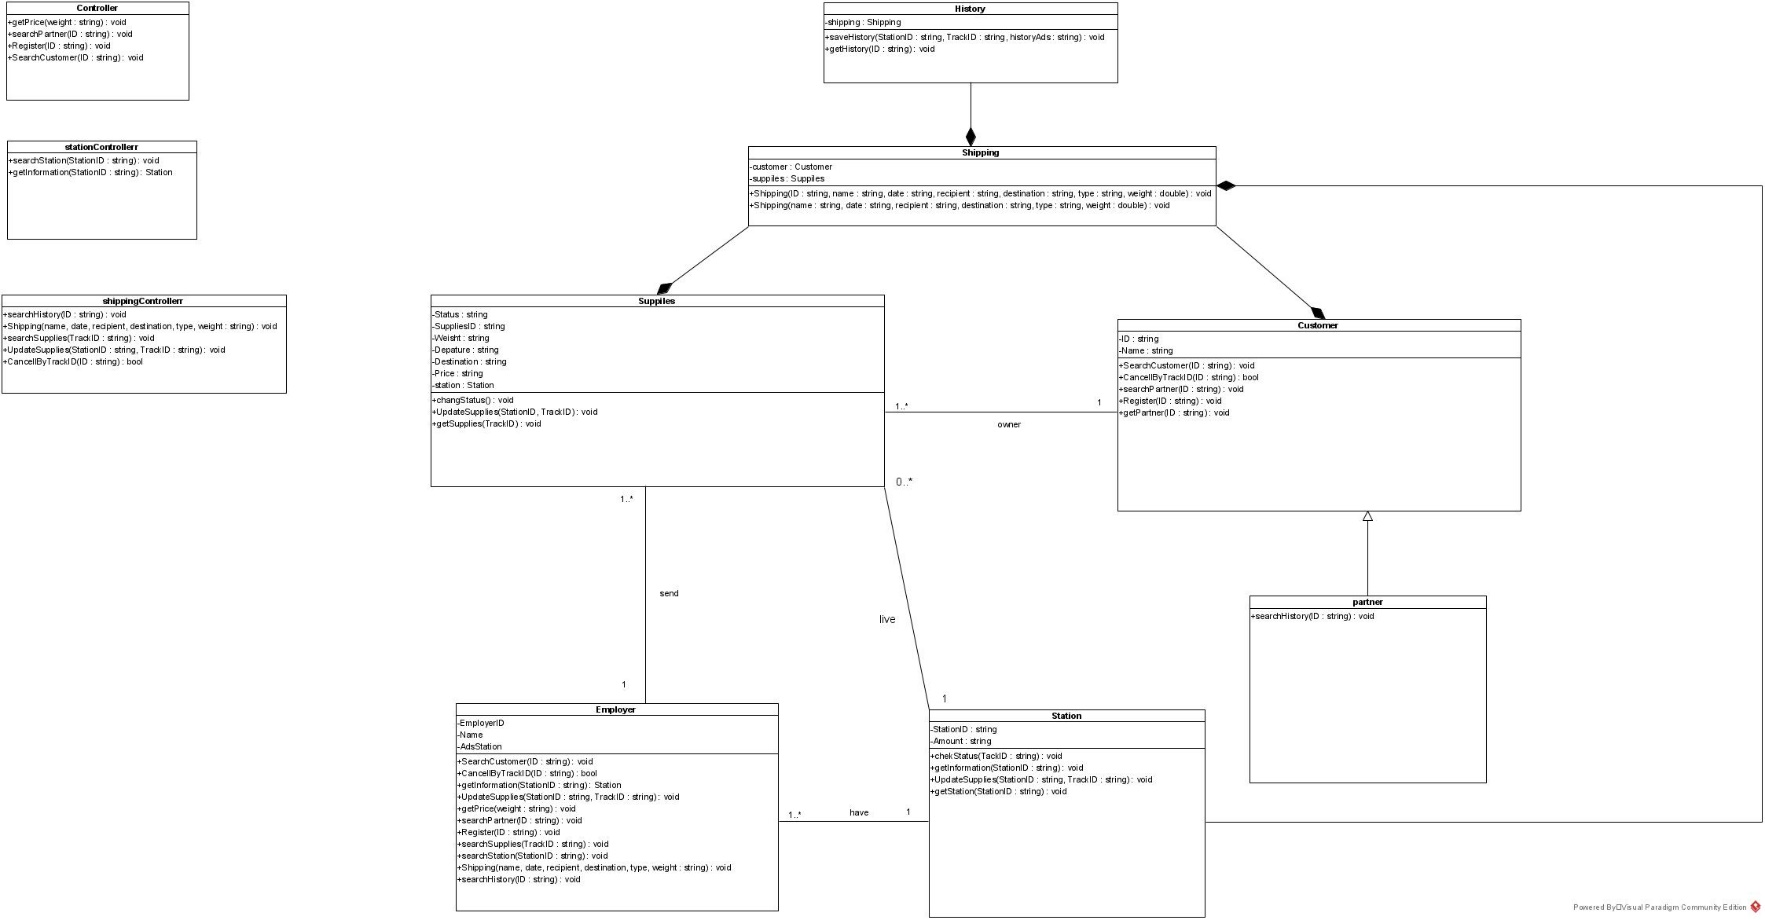 Controller
+getPrice(weight : string) : void
+searchPartner(ID : string) : void
+Register(ID : string) : void
+SearchCustomer(ID : string) : void
stationControllerr
+searchStation(StationID : string) : void
+getInformation(StationID : string) : Station
shippingControllerr
+searchHistory(ID : string) : void
+Shipping(name, date, recipient, destination, type, weight : string) : void
+searchSupplies(TrackID : string) : void
+UpdateSupplies(StationID : string, TrackID : string) : void
+CancellByTrackID(ID : string) : bool
History
-shipping : Shipping
+saveHistory(StationID : string, TrackID : string, historyAds : string) : void
+getHistory(ID : string) : void
Shipping
-customer : Customer
-suppiles : Suppiles
+Shipping(ID : string, name : string, date : string, recipient : string, destination : string, type : string, weight : double) : void
+Shipping(name : string, date : string, recipient : string, destination : string, type : string, weight : double) : void
Suppiles
-Status : string
-SuppliesID : string
-Weisht : string
-Depature : string
-Destination : string
-Price : string
-station : Station
+changStatus() : void
+UpdateSupplies(StationID, TrackID) : void
+getSupplies(TrackID) : void
Customer
-ID : string
-Name : string
+SearchCustomer(ID : string) : void
+CancellByTrackID(ID : string) : bool
+searchPartner(ID : string) : void
+Register(ID : string) : void
+getPartner(ID : string) : void
1..*
1
owner
0..*
1..*
send
1
live
1
partner
+searchHistory(ID : string) : void
Employer
-EmployerID
-Name
-AdsStation
+SearchCustomer(ID : string) : void
+CancellByTrackID(ID : string) : bool
+getInformation(StationID : string) : Station
+UpdateSupplies(StationID : string, TrackID : string) : void
+getPrice(weight : string) : void
+searchPartner(ID : string) : void
+Register(ID : string) : void
+searchSupplies(TrackID : string) : void
+searchStation(StationID : string) : void
+Shipping(name, date, recipient, destination, type, weight : string) : void
+searchHistory(ID : string) : void
1..*
have
1
Station
-StationID : string
-Amount : string
+chekStatus(TackID : string) : void
+getInformation(StationID : string) : void
+UpdateSupplies(StationID : string, TrackID : string) : void
+getStation(StationID : string) : void
Powered By□Visual Paradigm Community Edition